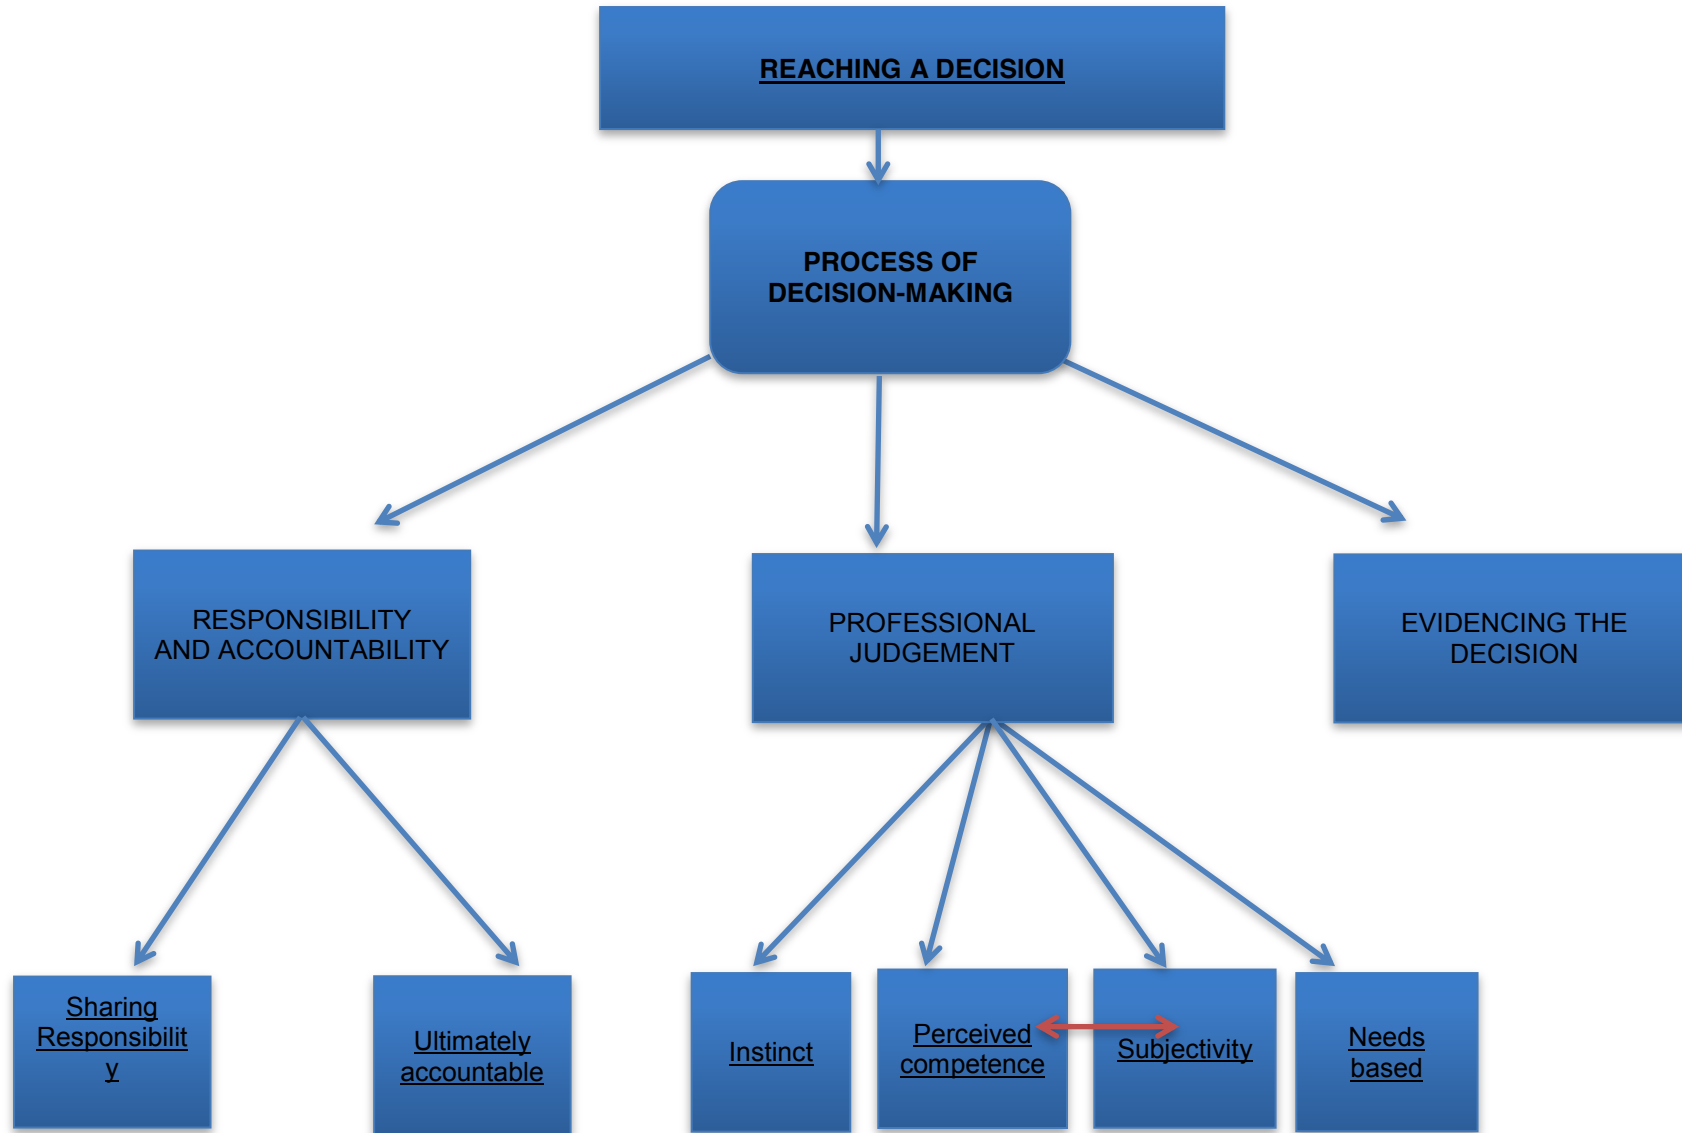 REACHING A DECISION
PROCESS OF
DECISION-MAKING
RESPONSIBILITY
AND ACCOUNTABILITY
PROFESSIONAL
JUDGEMENT
EVIDENCING THE
DECISION
Sharing
Responsibilit
y
Ultimately
accountable
Instinct
Perceived
competence
Subjectivity
Needs
based